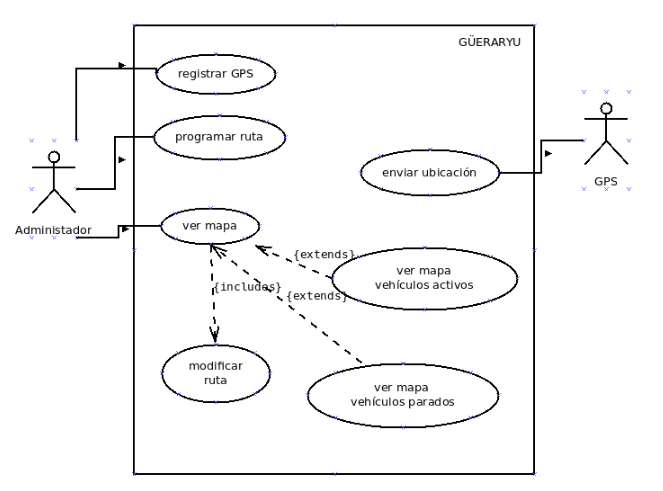 GÜERARYU
registrar GPS
programar ruta
enviar ubicación
GPS
Administador
ver mapa
{extends}
ver mapa
vehículos activos
{includes}
{extends}
modificar
ruta
ver mapa
vehículos parados